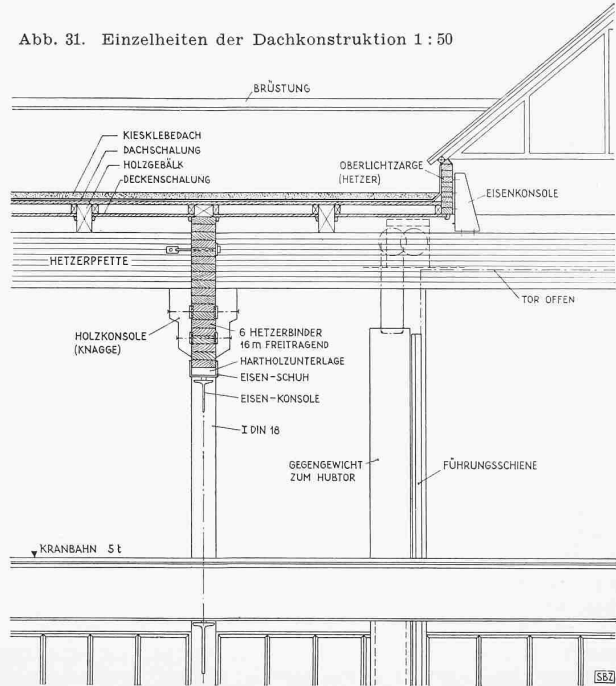 Abb. 31. Einzelheiten der Dachkonstruktion 1 : 50
BRÜSTUNG
KIESKLEBEDACH
DACHSCHALUNG
HOLZGEBÄLK
DECKENSCHALUNG
OBERLICHTZARGE
(HETZER)
EISENKONSOLE
HETZERPFETTE
TOR OFFEN
HOLZKONSOLE
(KNAGGE)
6 HETZERBINDER
16 m FREITRAGEND
HARTHOLZUNTERLAGE
EISEN-SCHUH
EISEN-KONSOLE
I DIN 18
GEGENGEWICHT
ZUM HUBTOR
FÜHRUNGSSCHIENE
KRANBAHN 5t
SBZ